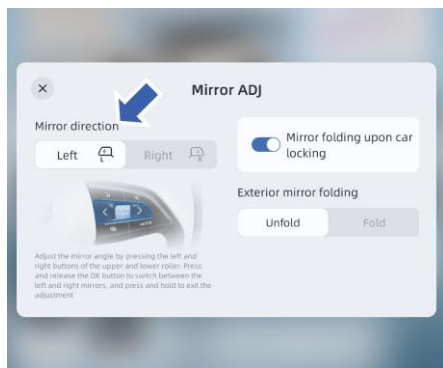 Mirror ADJ
Mirror direction
Left
L
Right
R
Adjust the mirror angle by pressing the left and
right buttons of the upper and lower roller. Press
and release the OK button to switch between the
left and right mirrors, and press and hold to exit the
adjustment
Mirror folding upon car
locking
Exterior mirror folding
Unfold
Fold